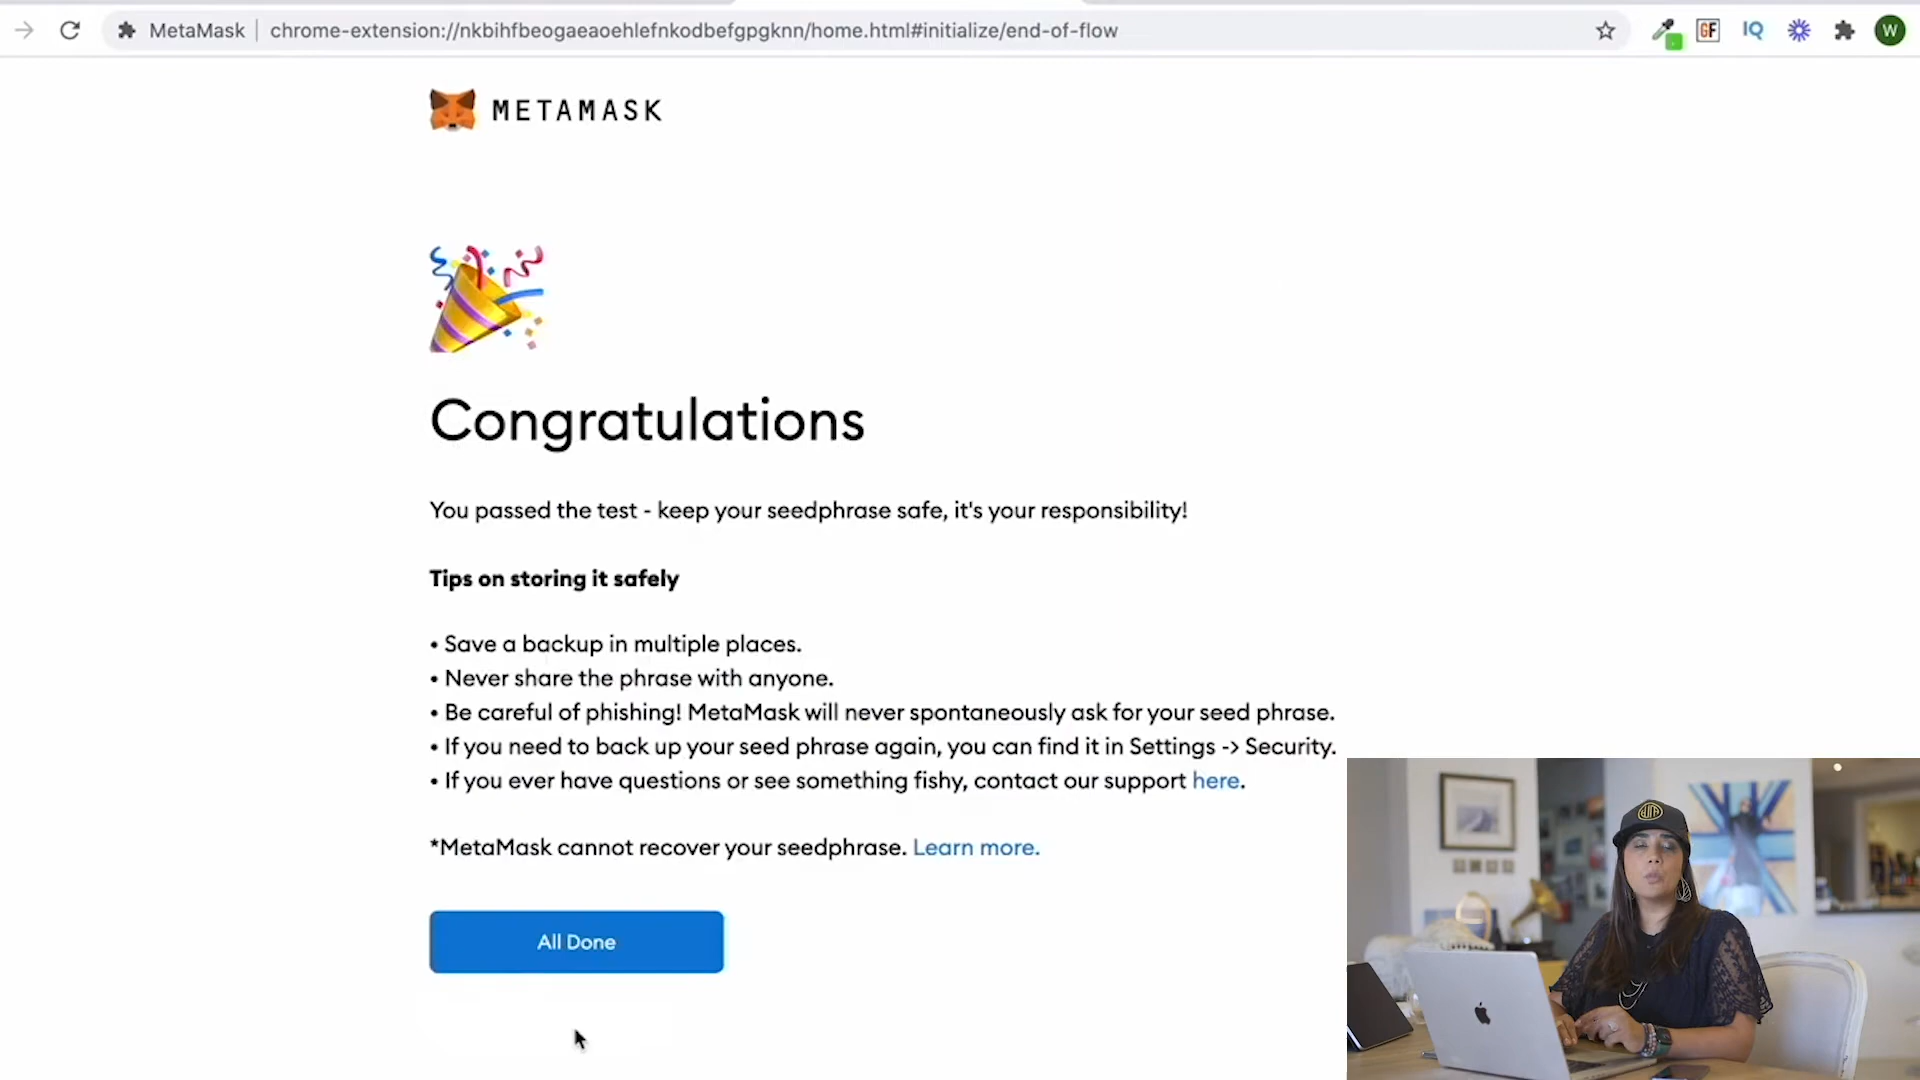 MetaMask chrome-extension://nkbihfbeogaeaoehlefnkodbefgpgknn/home.html#initialize/end-of-flow GF IQ W
METAMASK
Congratulations
You passed the test - keep your seedphrase safe, it's your responsibility!
Tips on storing it safely
• Save a backup in multiple places.
• Never share the phrase with anyone.
• Be careful of phishing! MetaMask will never spontaneously ask for your seed phrase.
• If you need to back up your seed phrase again, you can find it in Settings -> Security.
• If you ever have questions or see something fishy, contact our support here.
*MetaMask cannot recover your seedphrase. Learn more.
All Done